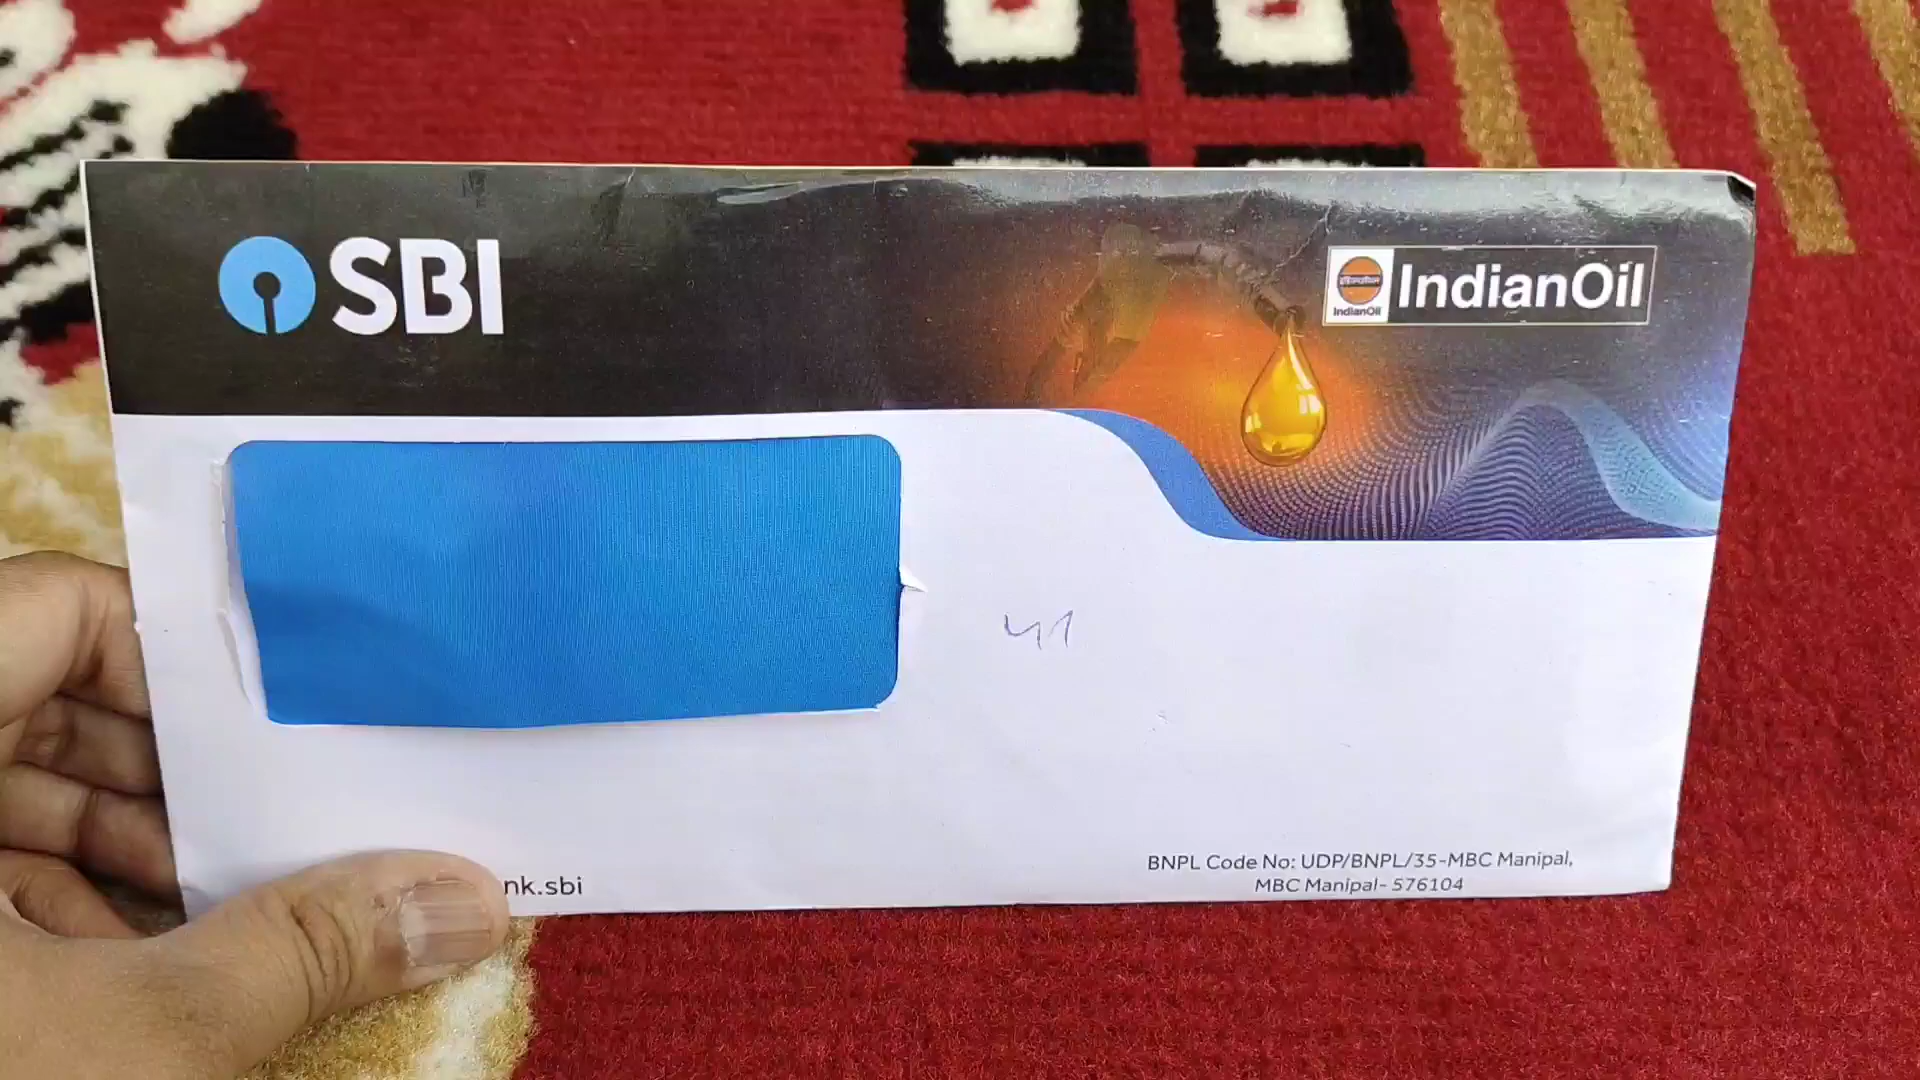 SBI
IndianOil
IndianOil
41
nk.sbi
BNPL Code No: UDP/BNPL/35-MBC Manipal,
MBC Manipal- 576104